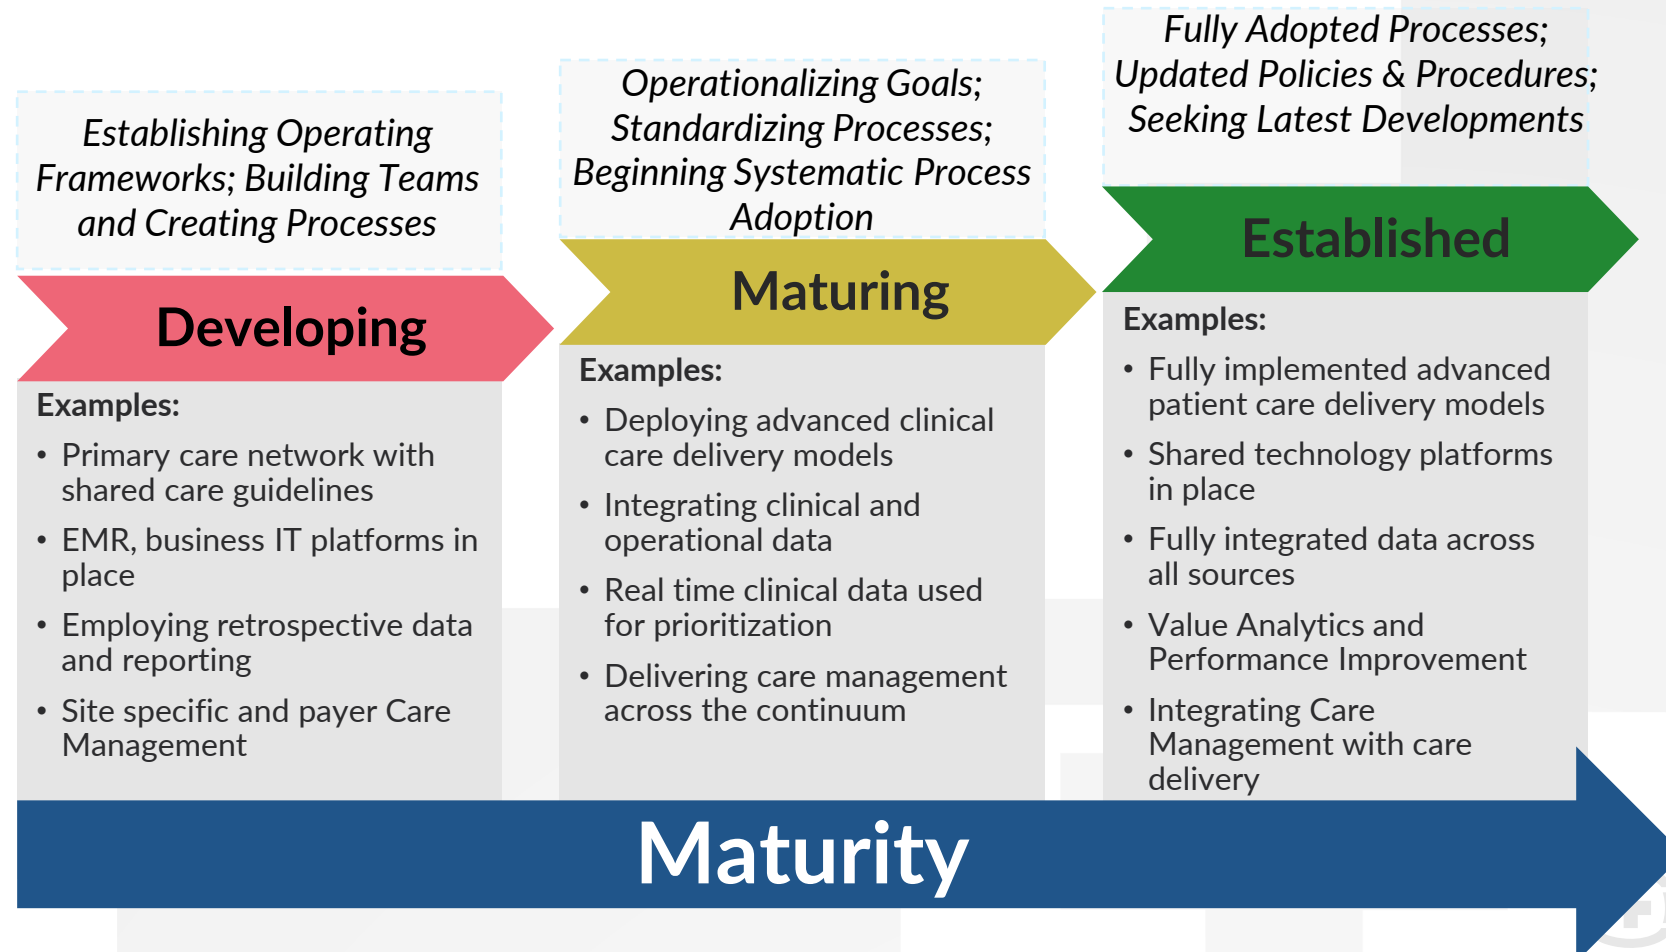 Establishing Operating
Frameworks; Building Teams
and Creating Processes
Developing
Examples:
• Primary care network with
shared care guidelines
• EMR, business IT platforms in
place
• Employing retrospective data
and reporting
• Site specific and payer Care
Management
Operationalizing Goals;
Standardizing Processes;
Beginning Systematic Process
Adoption
Maturing
Examples:
• Deploying advanced clinical
care delivery models
• Integrating clinical and
operational data
• Real time clinical data used
for prioritization
• Delivering care management
across the continuum
Fully Adopted Processes;
Updated Policies & Procedures;
Seeking Latest Developments
Established
Examples:
• Fully implemented advanced
patient care delivery models
• Shared technology platforms
in place
• Fully integrated data across
all sources
• Value Analytics and
Performance Improvement
• Integrating Care
Management with care
delivery
Maturity